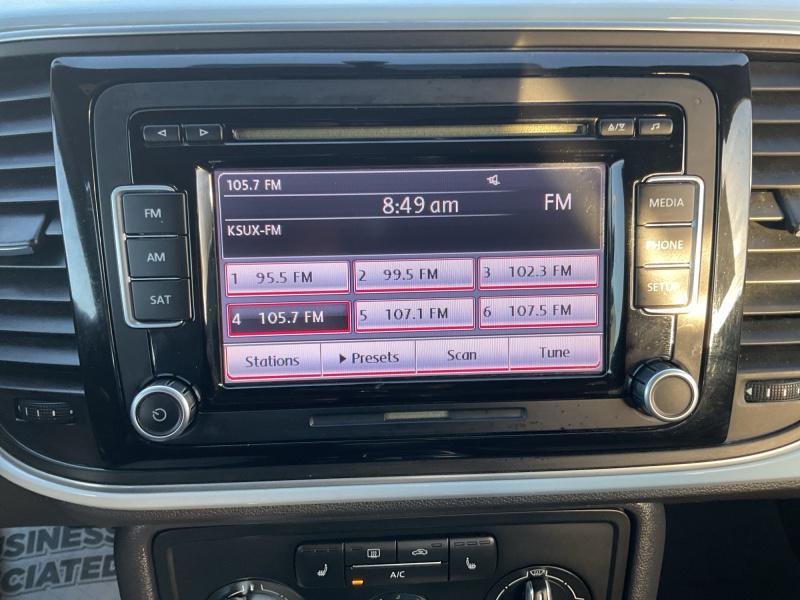 105.7 FM
8:49 am FM
KSUX-FM
FM MEDIA
AM PHONE
SAT SETUP
1 95.5 FM 2 99.5 FM 3 102.3 FM
4 105.7 FM 5 107.1 FM 6 107.5 FM
Stations Presets Scan Tune
A/C